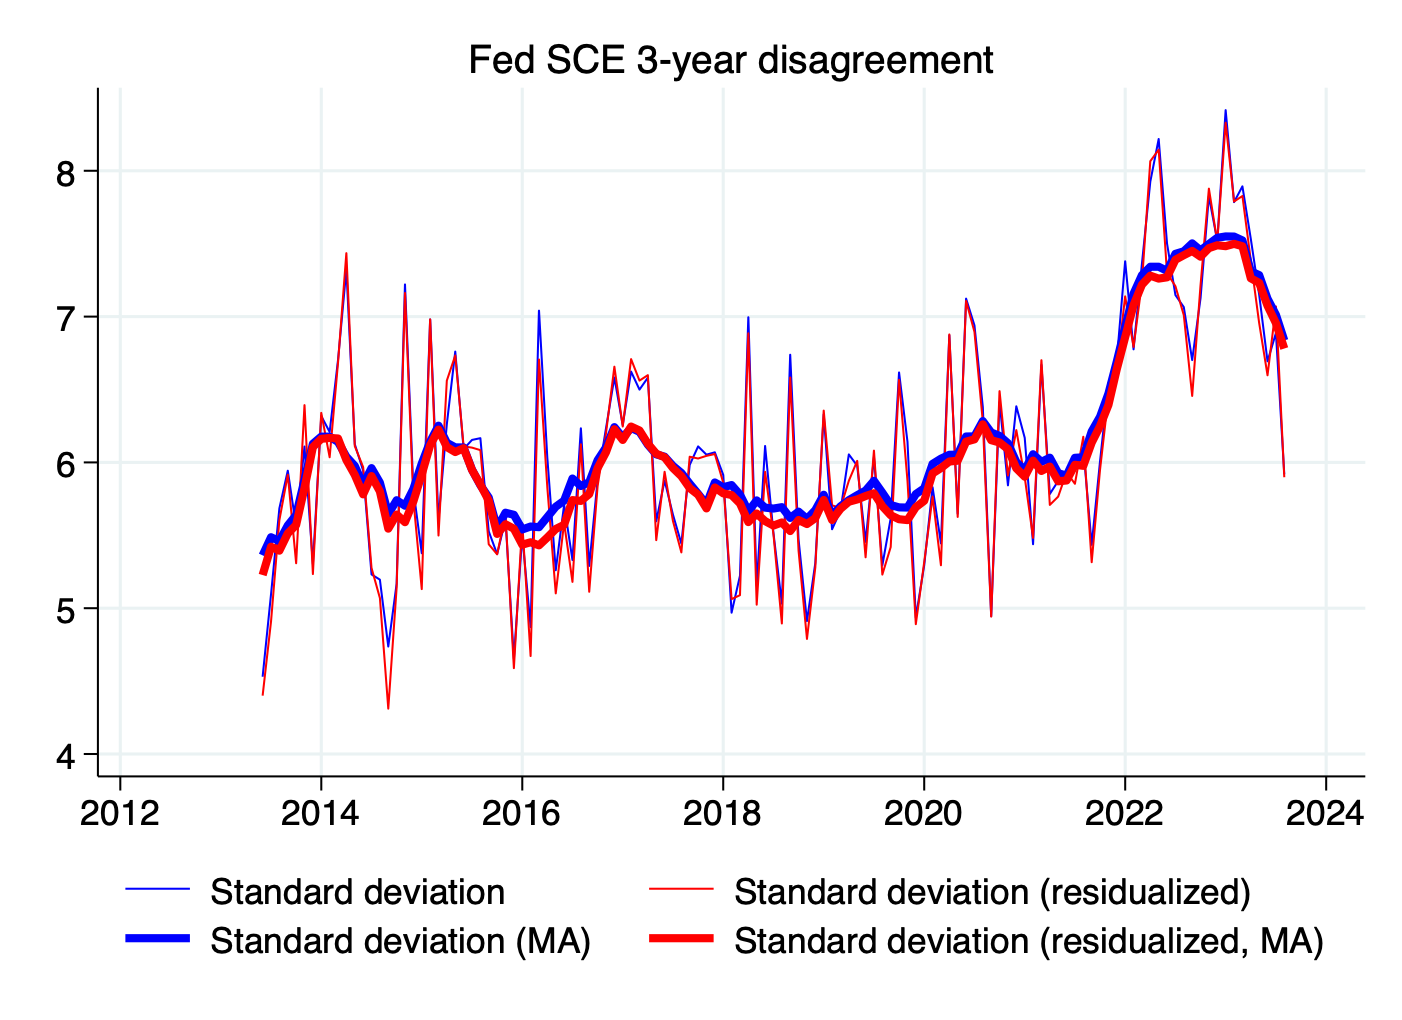 Fed SCE 3-year disagreement
8
7
6
5
4
2012 2014 2016 2018 2020 2022 2024
Standard deviation
Standard deviation (residualized)
Standard deviation (MA)
Standard deviation (residualized, MA)